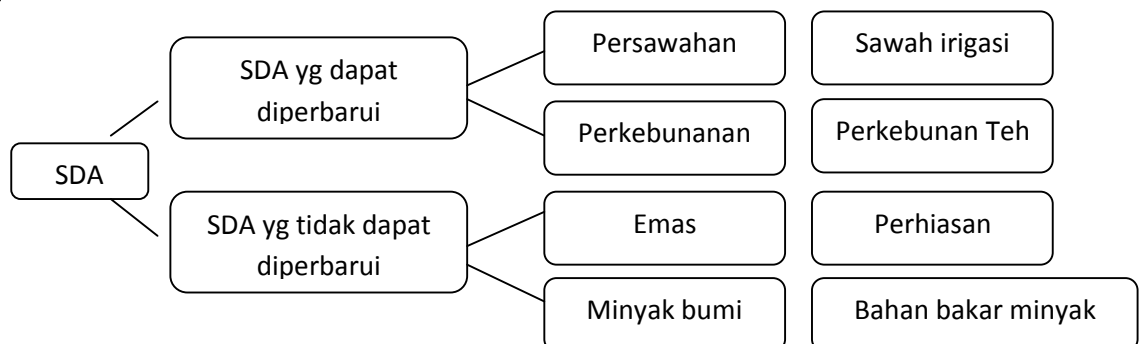 SDA
SDA yg dapat
diperbarui
Persawahan
Sawah irigasi
Perkebunanan
Perkebunan Teh
SDA yg tidak dapat
diperbarui
Emas
Perhiasan
Minyak bumi
Bahan bakar minyak